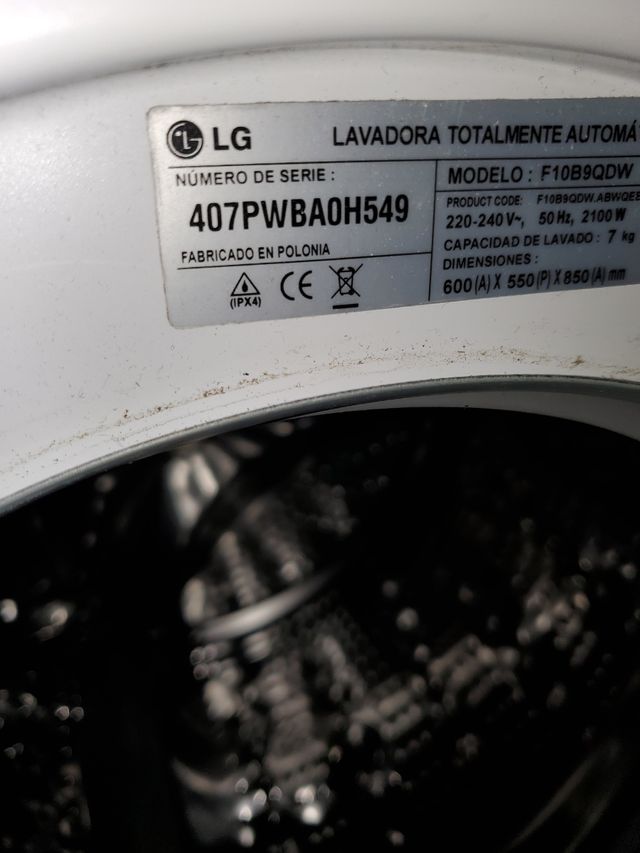 LG LAVADORA TOTALMENTE AUTOMÁ
NÚMERO DE SERIE :
407PWBA0H549
FABRICADO EN POLONIA
(IPX4) CE
MODELO : F10B9QDW
PRODUCT CODE: F10B9QDW.ABWQEES
220-240 V~, 50 Hz, 2100 W
CAPACIDAD DE LAVADO : 7 kg
DIMENSIONES :
600 (A) X 550 (P) X 850 (A) mm